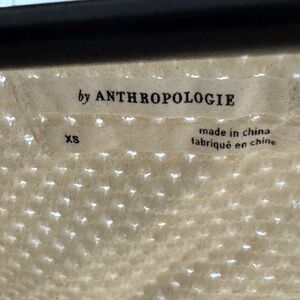 by ANTHROPOLOGIE
XS
made in china
fabriqué en chine